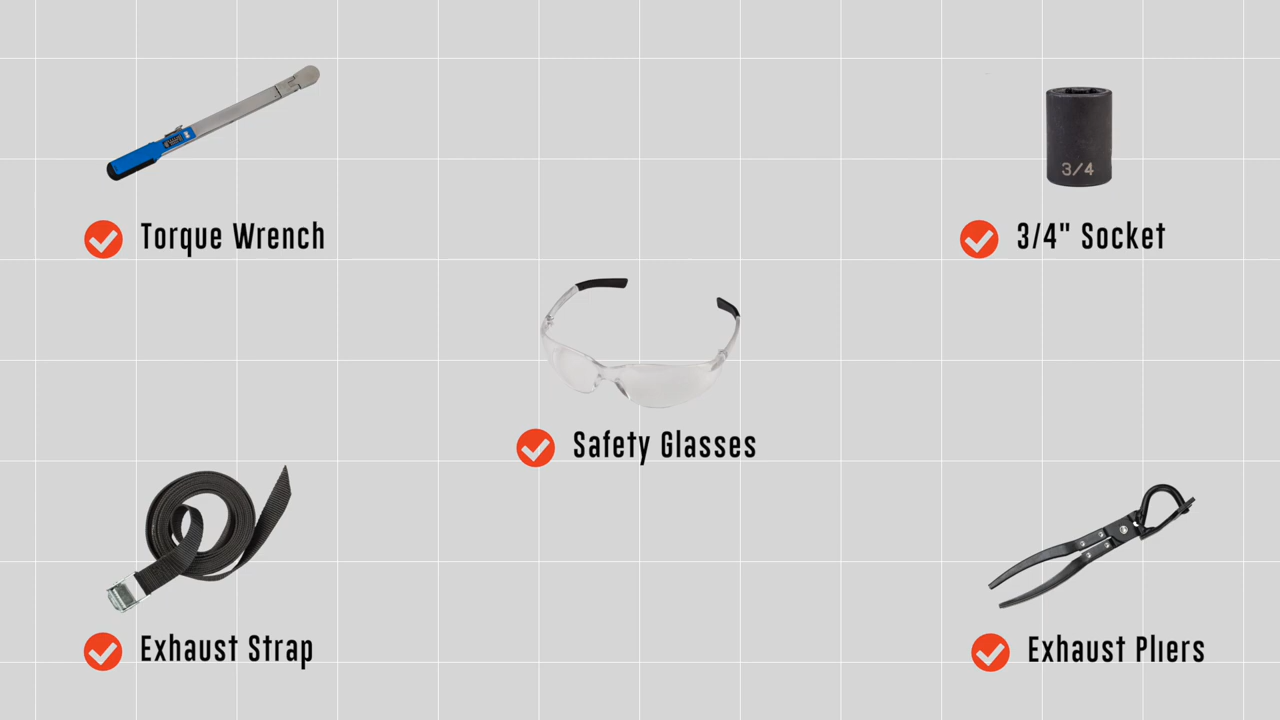 3/4
Torque Wrench
3/4" Socket
Safety Glasses
Exhaust Strap
Exhaust Pliers